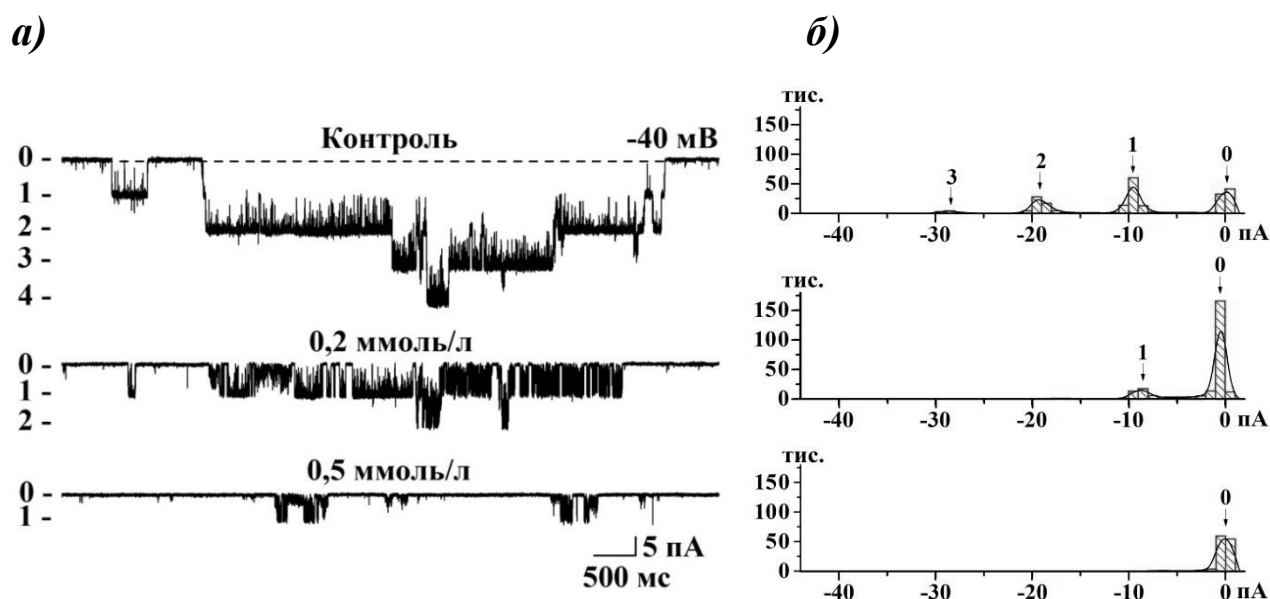 а)
Контроль -40 мВ
0 -
1 -
2 -
3 -
4 -
0,2 ммоль/л
0 -
1 -
2 -
0,5 ммоль/л
0 -
1 -
5 пА
500 мс
б)
тис.
150
100
50
0
3 2 1 0
-40 -30 -20 -10 0 пА
тис.
150
100
50
0
1 0
-40 -30 -20 -10 0 пА
тис.
150
100
50
0
0
-40 -30 -20 -10 0 пА